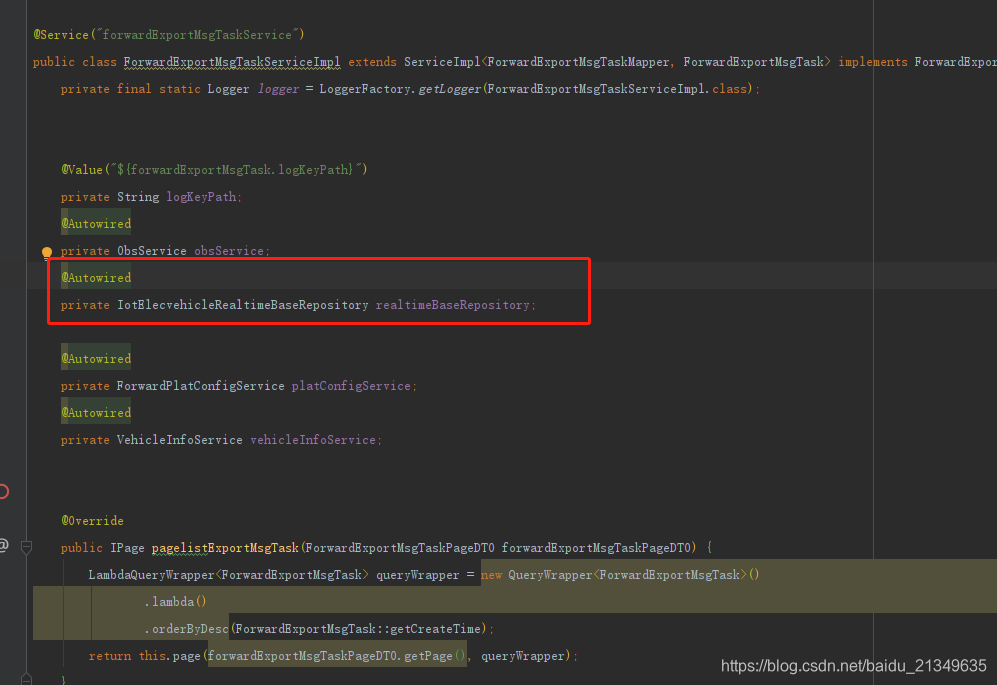 @Service("forwardExportMsgTaskService")
public class ForwardExportMsgTaskServiceImpl extends ServiceImpl<ForwardExportMsgTaskMapper, ForwardExportMsgTask> implements ForwardExpor
private final static Logger logger = LoggerFactory.getLogger(ForwardExportMsgTaskServiceImpl.class);
@Value("${forwardExportMsgTask.logKeyPath}")
private String logKeyPath;
@Autowired
private ObsService obsService;
@Autowired
private IotElecvehicleRealtimeBaseRepository realtimeBaseRepository;
@Autowired
private ForwardPlatConfigService platConfigService;
@Autowired
private VehicleInfoService vehicleInfoService;
@Override
@ public IPage pagelistExportMsgTask(ForwardExportMsgTaskPageDTO forwardExportMsgTaskPageDTO) {
LambdaQueryWrapper<ForwardExportMsgTask> queryWrapper = new QueryWrapper<ForwardExportMsgTask>()
.lambda()
.orderByDesc(ForwardExportMsgTask::getCreateTime);
return this.page(forwardExportMsgTaskPageDTO.getPage(), queryWrapper);
}
https://blog.csdn.net/baidu_21349635